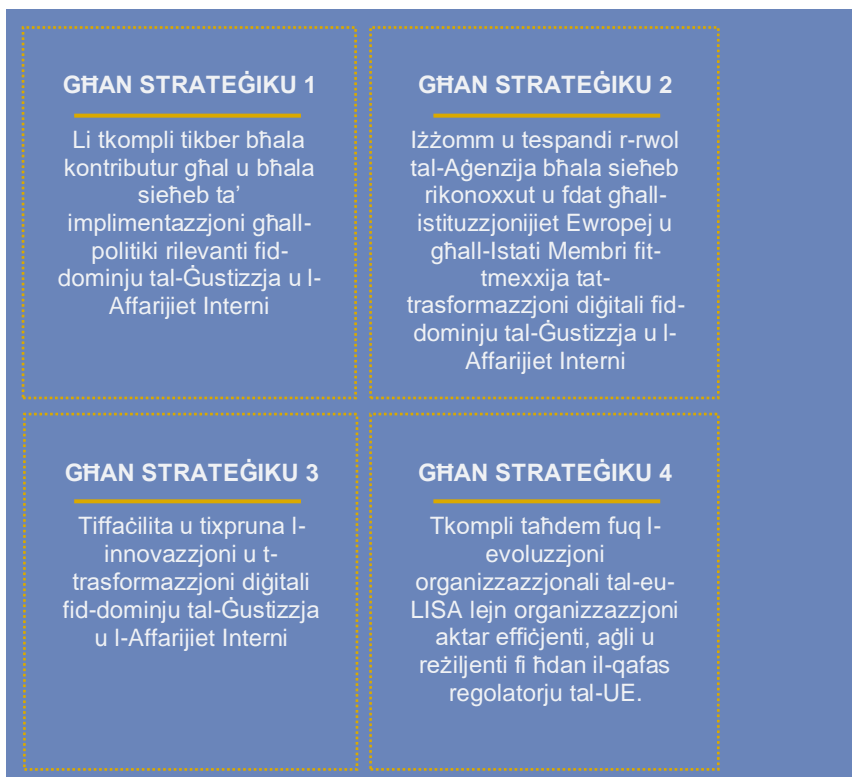 GĦAN STRATEĠIKU 1
Li tkompli tikber bħala
kontributur għal u bħala
sieħeb ta’
implimentazzjoni għall-
politiki rilevanti fid-
dominju tal-Ġustizzja u l-
Affarijiet Interni
GĦAN STRATEĠIKU 2
Iżżomm u tespandi r-rwol
tal-Aġenzija bħala sieħeb
rikonoxxut u fdat għall-
istituzzjonijiet Ewropej u
għall-Istati Membri fit-
tmexxija tat-
trasformazzjoni diġitali fid-
dominju tal-Ġustizzja u l-
Affarijiet Interni
GĦAN STRATEĠIKU 3
Tiffaċilita u tixpruna l-
innovazzjoni u t-
trasformazzjoni diġitali
fid-dominju tal-Ġustizzja
u l-Affarijiet Interni
GĦAN STRATEĠIKU 4
Tkompli taħdem fuq l-
evoluzzjoni
organizzazzjonali tal-eu-
LISA lejn organizzazzjoni
aktar effiċjenti, aġli u
reżiljenti fi ħdan il-qafas
regolatorju tal-UE.